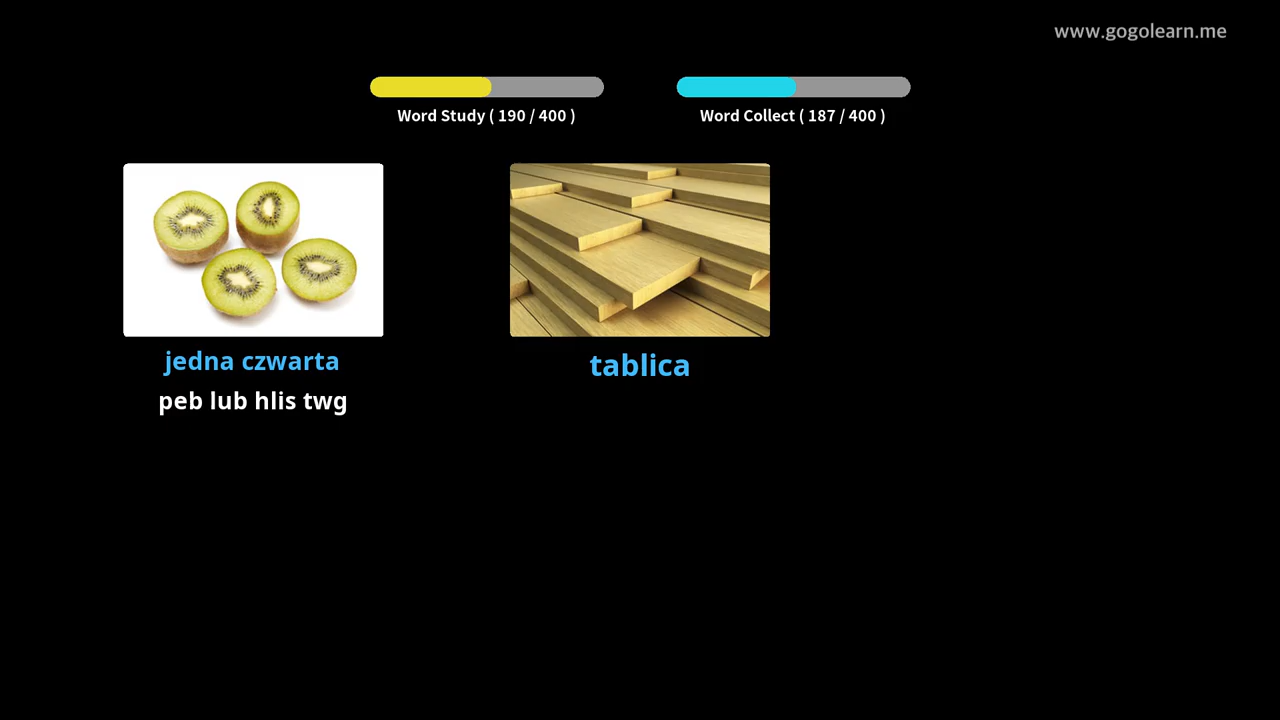 www.gogolearn.me
Word Study ( 190 / 400 )
Word Collect ( 187 / 400 )
jedna czwarta
peb lub hlis twg
tablica